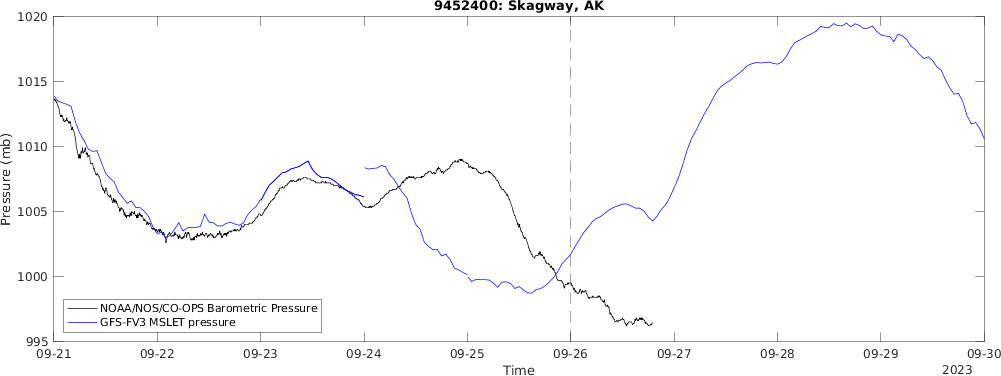 9452400: Skagway, AK
1020
1015
1010
1005
1000
995
Pressure (mb)
NOAA/NOS/CO-OPS Barometric Pressure
GFS-FV3 MSLET pressure
09-21 09-22 09-23 09-24 09-25 09-26 09-27 09-28 09-29 09-30
Time
2023